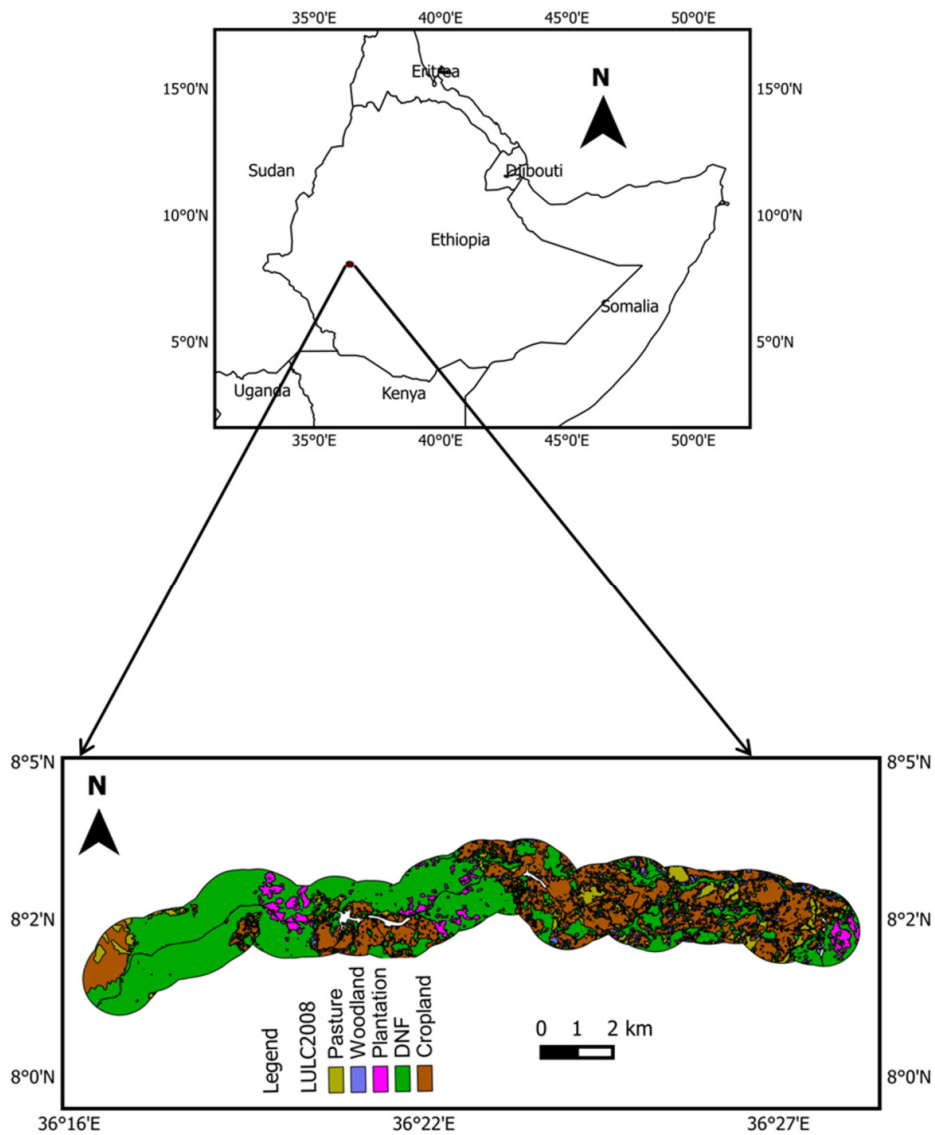 35°0'E 40°0'E 45°0'E 50°0'E
N
Eritrea
15°0'N 15°0'N
Sudan
Djibouti
10°0'N 10°0'N
Ethiopia
Somalia
5°0'N 5°0'N
Uganda
Kenya
35°0'E 40°0'E 45°0'E 50°0'E
8°5'N 8°5'N
N
8°2'N 8°2'N
Legend
LULC2008
Pasture
Woodland
Plantation
DNF
Cropland
0 1 2 km
8°0'N 8°0'N
36°16'E 36°22'E 36°27'E